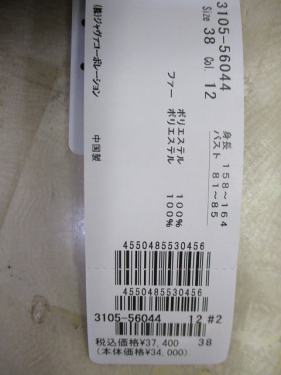 3105-56044
Size 38 Col. 12
身長 158～164
バスト 81～85
ポリエステル 100%
ファー ポリエステル 100%
(株)ジャヴァコーポレーション
中国製
4550485530456
4550485530456
3105-56044 12 #2
税込価格¥37,400 38
(本体価格¥34,000)